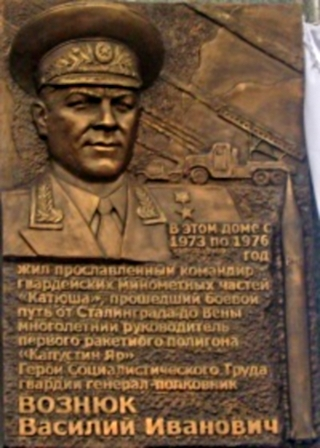 В этом доме с
1973 по 1976
год
жил прославленный командир
гвардейских миномётных частей
«Катюша», прошедший боевой
путь от Сталинграда до Вены
многолетний руководитель
первого ракетного полигона
«Капустин Яр»
Герой Социалистического Труда
гвардии генерал-полковник
ВОЗНЮК
Василий Иванович